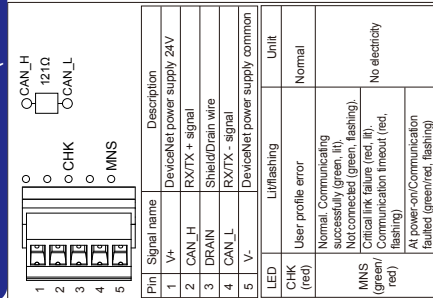 CAN_H
121Ω
CAN_L
CHK
MNS
1
2
3
4
5
Pin Signal name Description
1 V+ DeviceNet power supply 24V
2 CAN_H RX/TX + signal
3 DRAIN Shield/Drain wire
4 CAN_L RX/TX - signal
5 V- DeviceNet power supply common
LED Lit/flashing Unlit
CHK
(red)
User profile error
Normal
MNS
(green/
red)
Normal. Communicating
successfully (green, lit).
Not connected (green, flashing).
Critical link failure (red, lit).
Communication timeout (red,
flashing)
At power-on/Communication
faulted (green/red, flashing)
No electricity